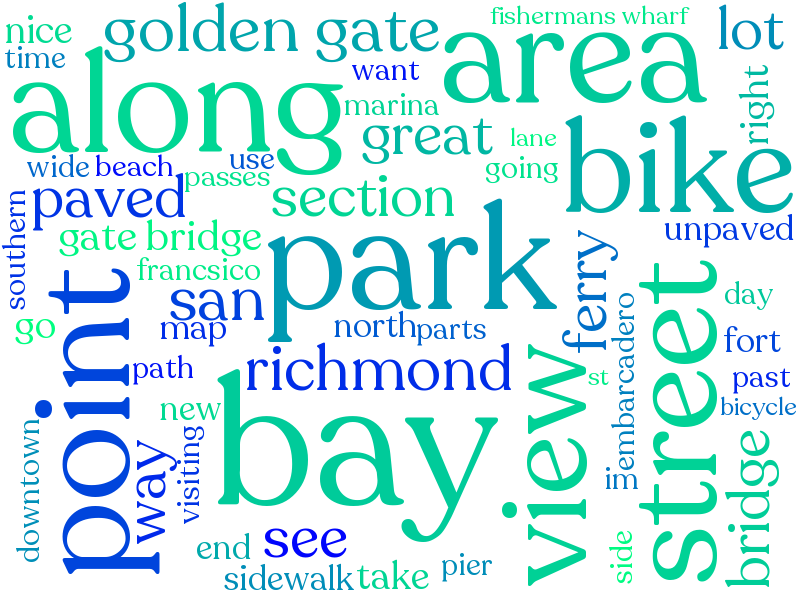 nice
time
golden gate
fishermans wharf
lot
along
want
area
marina
great
lane
right
bike
wide
beach
use
passes
going
southern
paved
section
unpaved
gate bridge
park
francsico
san
point
ferry
street
day
go
map
north
parts
embarcadero
fort
path
richmond
view
st
past
new
bay
bicycle
downtown
way
visiting
im
bridge
see
end
side
sidewalk
take
pier